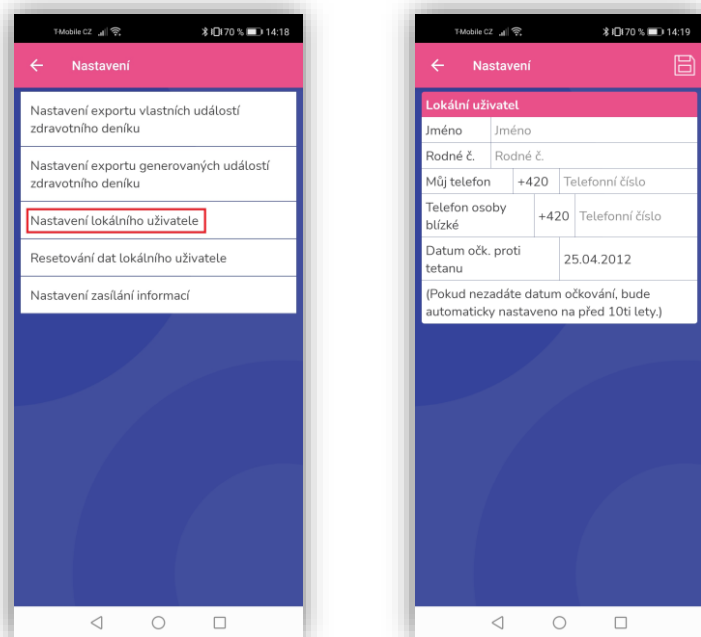 T-Mobile CZ 70 % 14:18
Nastavení
Nastavení exportu vlastních událostí
zdravotního deníku
Nastavení exportu generovaných událostí
zdravotního deníku
Nastavení lokálního uživatele
Resetování dat lokálního uživatele
Nastavení zasílání informací
T-Mobile CZ 70 % 14:19
Nastavení
Lokální uživatel
Jméno Jméno
Rodné č. Rodné č.
Můj telefon +420 Telefonní číslo
Telefon osoby
blízké +420 Telefonní číslo
Datum očk. proti
tetanu 25.04.2012
(Pokud nezadáte datum očkování, bude
automaticky nastaveno na před 10ti lety.)